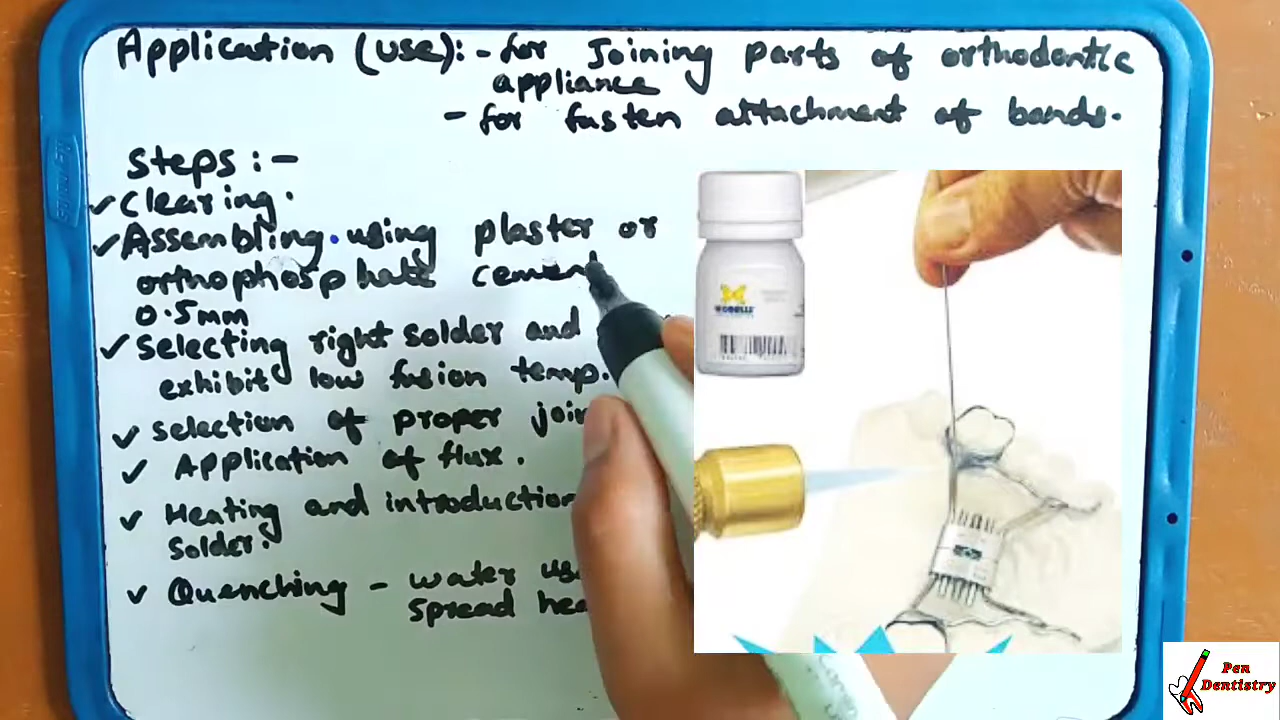 Application (use):- for Joining parts of orthodontic
appliance
- for fasten attachment of bands.
Steps :-
✓ Clearing.
✓ Assembling using plaster or
orthophosphate cement
0.5mm
✓ Selecting right solder and
exhibit low fusion temp.
✓ Selection of proper
✓ Application of flux.
✓ Heating and introduction
Solder.
✓ Quenching - water
spread
Pen
Dentistry